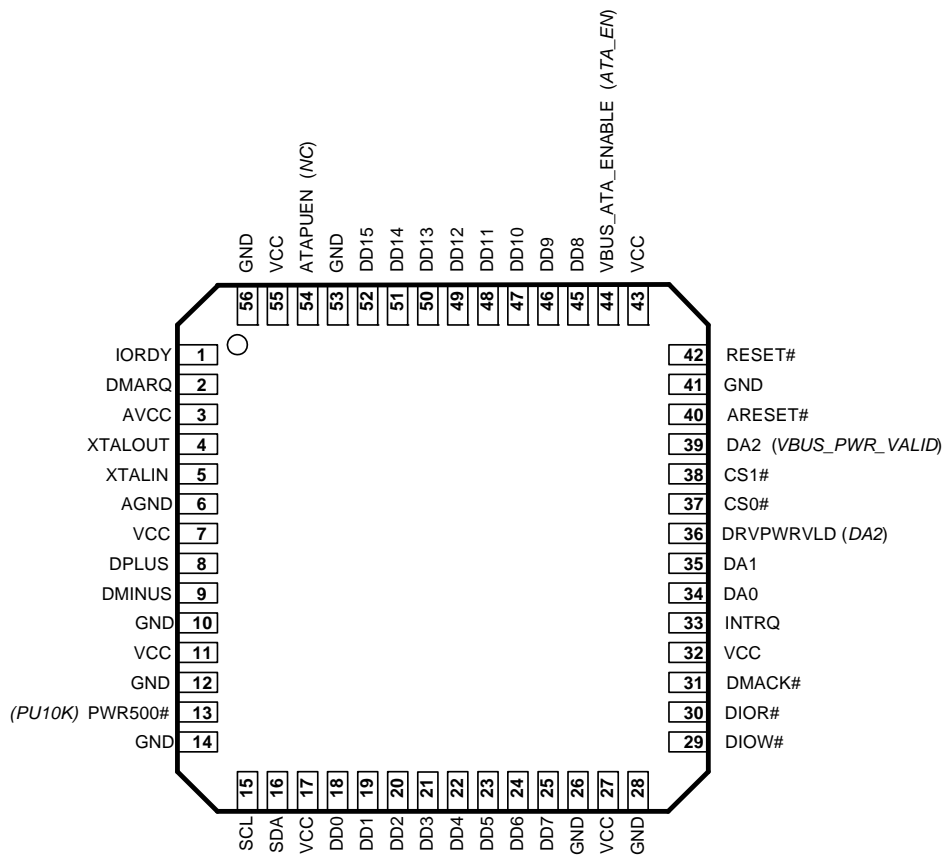 GND
VCC
ATAPUEN (NC)
GND
DD15
DD14
DD13
DD12
DD11
DD10
DD9
DD8
VBUS_ATA_ENABLE (ATA_EN)
VCC
56
55
54
53
52
51
50
49
48
47
46
45
44
43
IORDY 1
DMARQ 2
AVCC 3
XTALOUT 4
XTALIN 5
AGND 6
VCC 7
DPLUS 8
DMINUS 9
GND 10
VCC 11
GND 12
(PU10K) PWR500# 13
GND 14
42 RESET#
41 GND
40 ARESET#
39 DA2 (VBUS_PWR_VALID)
38 CS1#
37 CS0#
36 DRVPWRVLD (DA2)
35 DA1
34 DA0
33 INTRQ
32 VCC
31 DMACK#
30 DIOR#
29 DIOW#
15
16
17
18
19
20
21
22
23
24
25
26
27
28
SCL
SDA
VCC
DD0
DD1
DD2
DD3
DD4
DD5
DD6
DD7
GND
VCC
GND